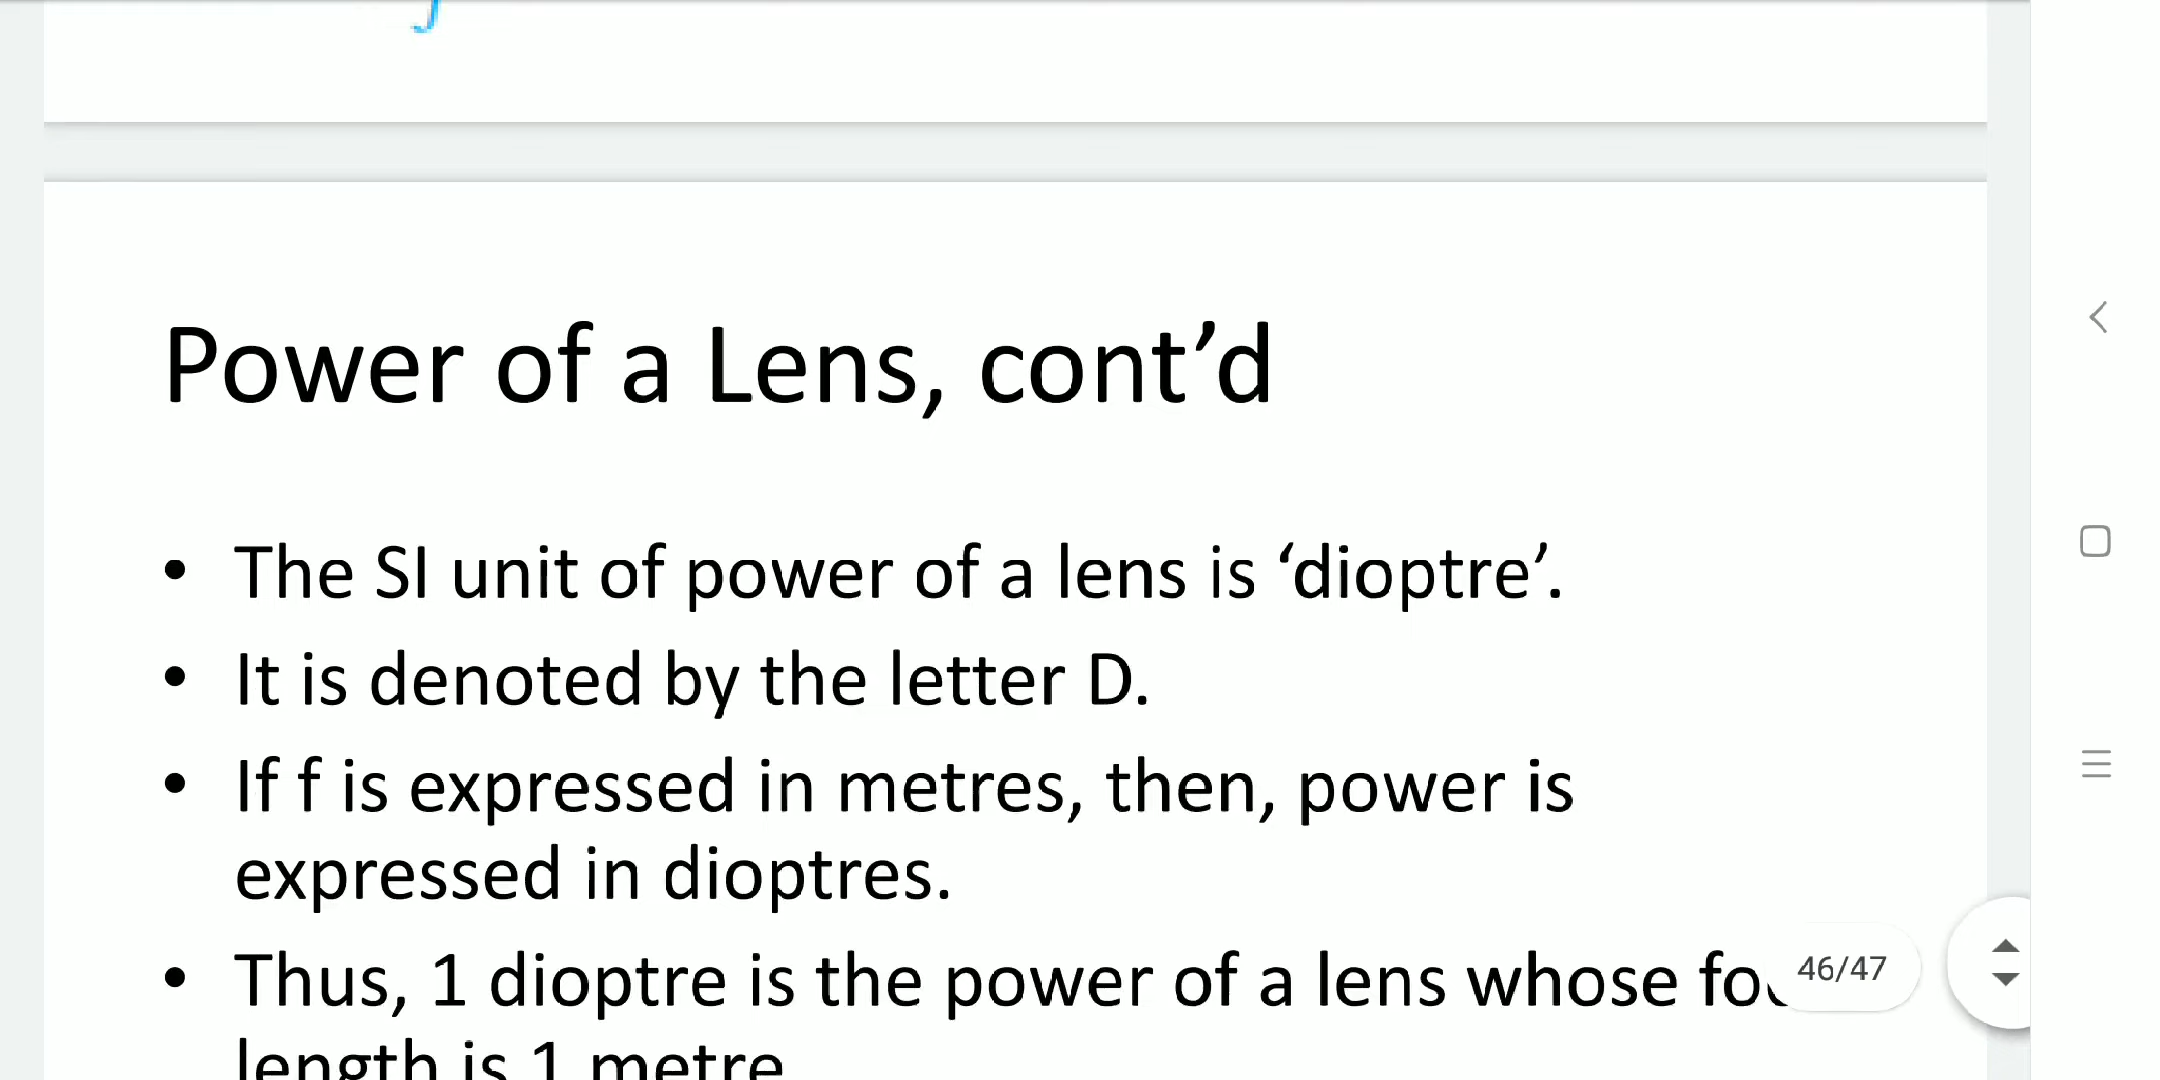 Power of a Lens, cont’d
• The SI unit of power of a lens is ‘dioptre’.
• It is denoted by the letter D.
• If f is expressed in metres, then, power is
expressed in dioptres.
• Thus, 1 dioptre is the power of a lens whose
46/47
length is 1 metre